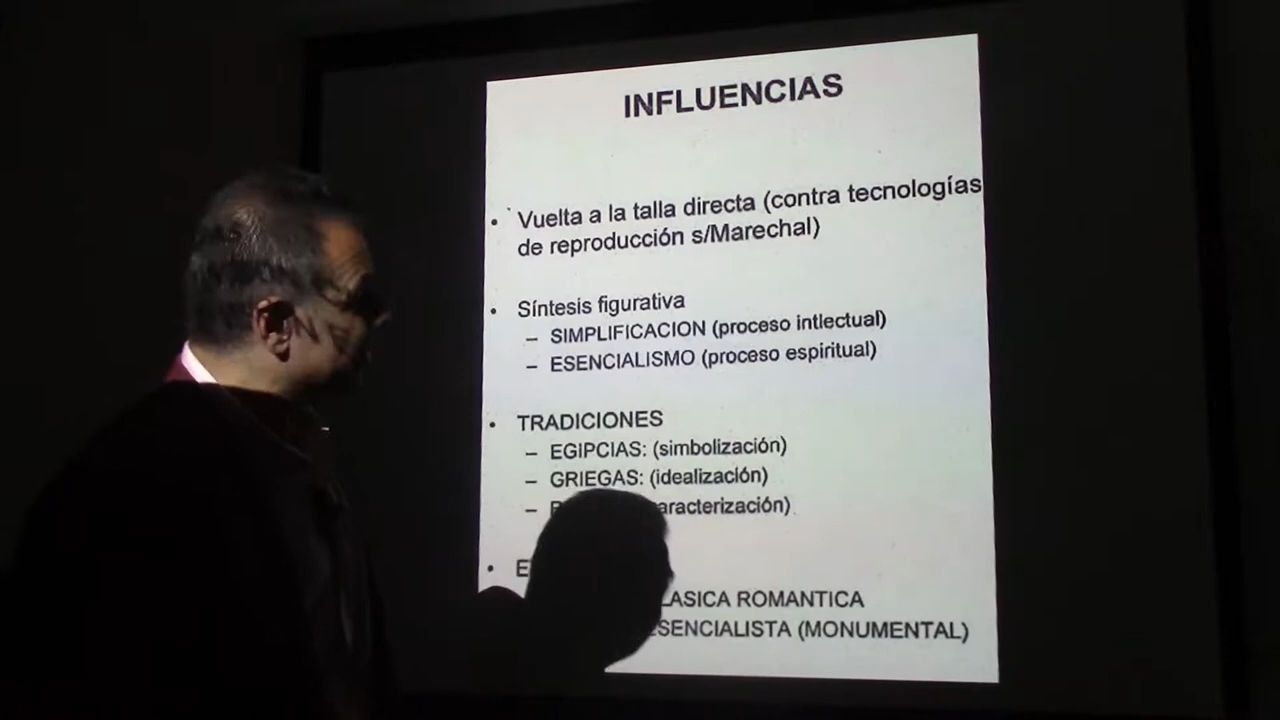 INFLUENCIAS
• Vuelta a la talla directa (contra tecnologías
de reproducción s/Marechal)
• Síntesis figurativa
– SIMPLIFICACION (proceso intlectual)
– ESENCIALISMO (proceso espiritual)
• TRADICIONES
– EGIPCIAS: (simbolización)
– GRIEGAS: (idealización)
– aracterización)
•
LASICA ROMANTICA
SENCIALISTA (MONUMENTAL)